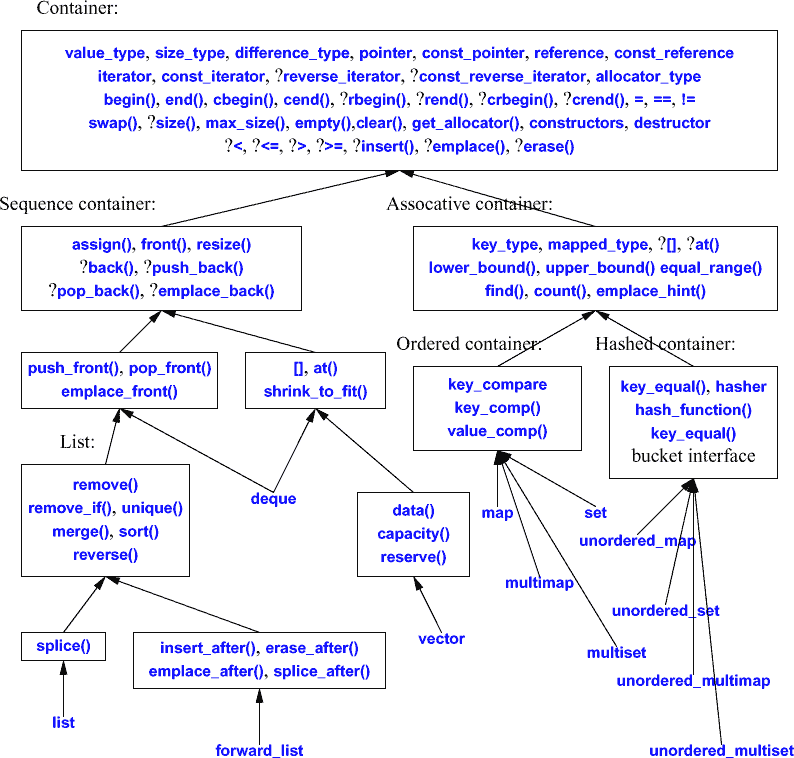 Container:
value_type, size_type, difference_type, pointer, const_pointer, reference, const_reference
iterator, const_iterator, ?reverse_iterator, ?const_reverse_iterator, allocator_type
begin(), end(), cbegin(), cend(), ?rbegin(), ?rend(), ?crbegin(), ?crend(), =, ==, !=
swap(), ?size(), max_size(), empty(),clear(), get_allocator(), constructors, destructor
?<, ?<=, ?>, ?>=, ?insert(), ?emplace(), ?erase()
Sequence container:
assign(), front(), resize()
?back(), ?push_back()
?pop_back(), ?emplace_back()
Assocative container:
key_type, mapped_type, ?[], ?at()
lower_bound(), upper_bound() equal_range()
find(), count(), emplace_hint()
push_front(), pop_front()
emplace_front()
[], at()
shrink_to_fit()
Ordered container:
key_compare
key_comp()
value_comp()
Hashed container:
key_equal(), hasher
hash_function()
key_equal()
bucket interface
List:
remove()
remove_if(), unique()
merge(), sort()
reverse()
deque
data()
capacity()
reserve()
map
set
unordered_map
multimap
unordered_set
vector
multiset
unordered_multimap
splice()
insert_after(), erase_after()
emplace_after(), splice_after()
list
forward_list
unordered_multiset